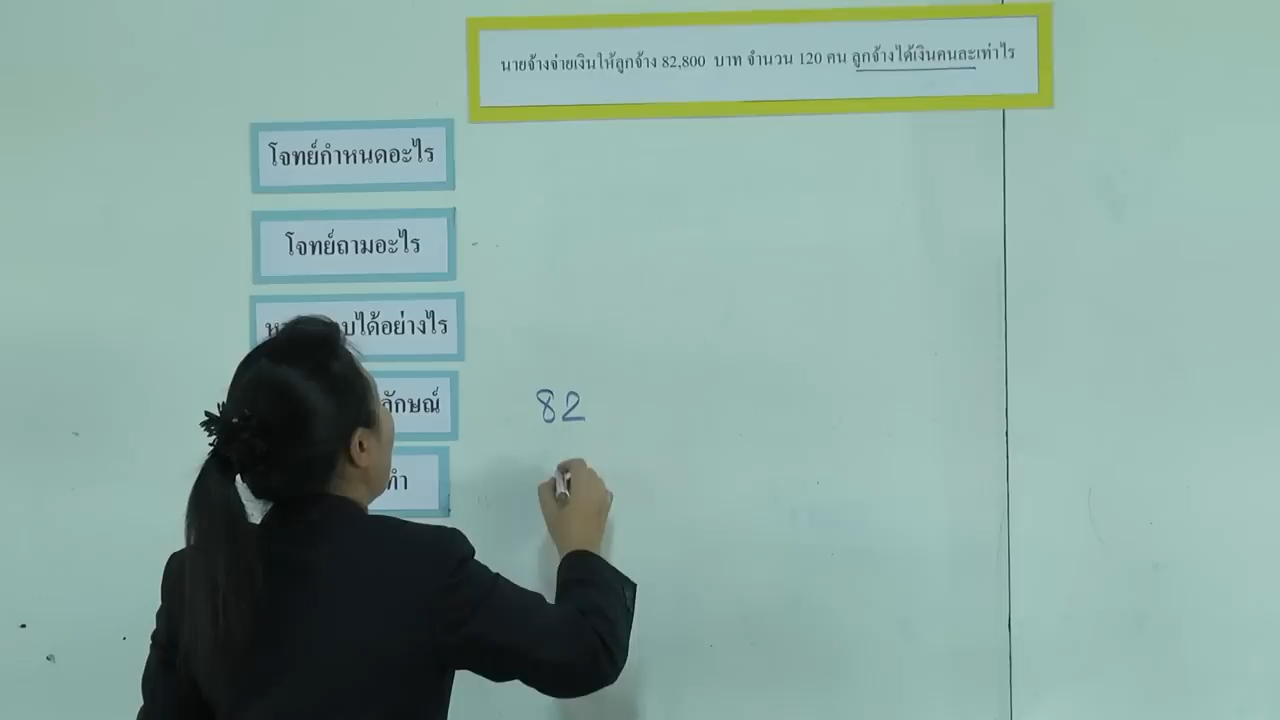 นายจ้างจ่ายเงินให้ลูกจ้าง 82,800 บาท จำนวน 120 คน ลูกจ้างได้เงินคนละเท่าไร
โจทย์กำหนดอะไร
โจทย์ถามอะไร
ได้อย่างไร
ลักษณ์
82
ทำ